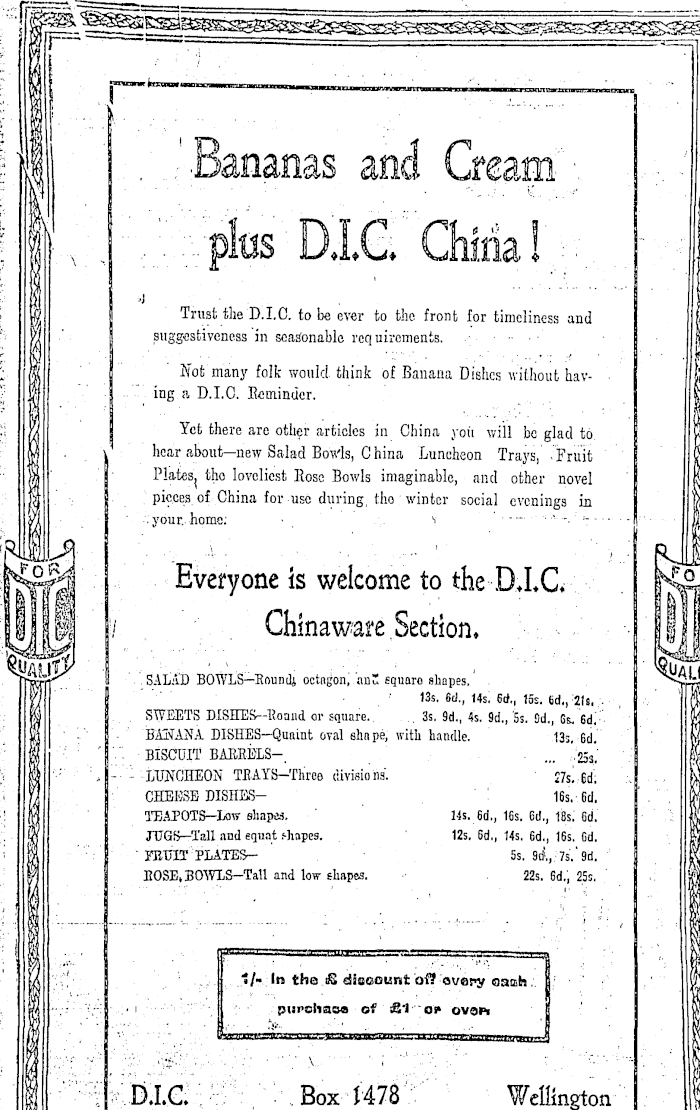 Bananas and Cream
plus D.I.C. China!
Trust the D.I.C. to be ever to the front for timeliness and
suggestiveness in seasonable requirements.
Not many folk would think of Banana Dishes without hav-
ing a D.I.C. Reminder.
Yet there are other articles in China you will be glad to
hear about—new Salad Bowls, China Luncheon Trays, Fruit
Plates, the loveliest Rose Bowls imaginable, and other novel
pieces of China for use during the winter social evenings in
your home.
FOR
DIC
QUALITY
FO
DI
QUALI
Everyone is welcome to the D.I.C.
Chinaware Section.
SALAD BOWLS—Round, octagon, and square shapes.
13s. 6d., 14s. 6d., 15s. 6d., 21s.
SWEETS DISHES—Round or square. 3s. 9d., 4s. 9d., 5s. 9d., 6s. 6d.
BANANA DISHES—Quaint oval shape, with handle. 13s. 6d.
BISCUIT BARRELS— ... 25s.
LUNCHEON TRAYS—Three divisions. 27s. 6d.
CHEESE DISHES— 16s. 6d.
TEAPOTS—Low shapes. 14s. 6d., 16s. 6d., 18s. 6d.
JUGS—Tall and squat shapes. 12s. 6d., 14s. 6d., 16s. 6d.
FRUIT PLATES— 5s. 9d., 7s. 9d.
ROSE BOWLS—Tall and low shapes. 22s. 6d., 25s.
1/- in the £ discount off every cash
purchase of £1 or over.
D.I.C. Box 1478 Wellington